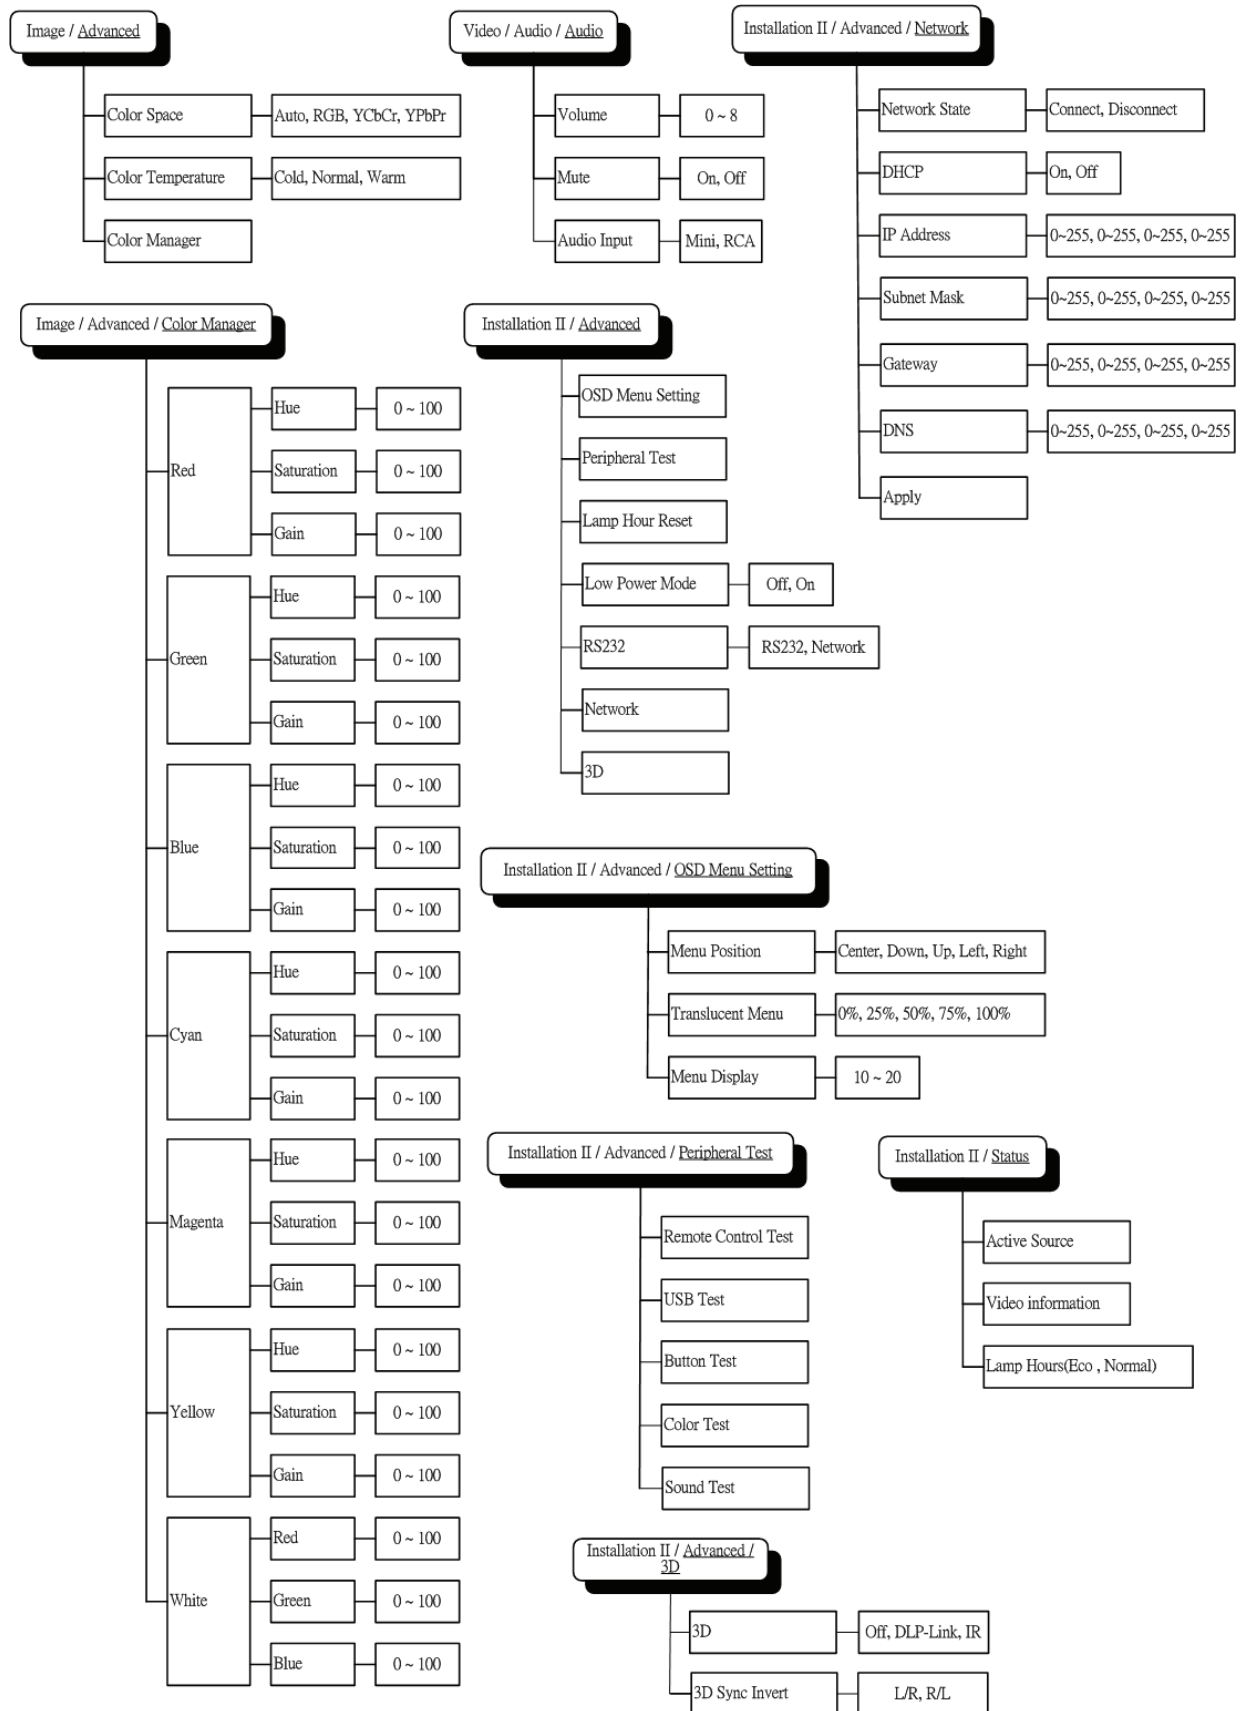 Image / Advanced
Color Space
Auto, RGB, YCbCr, YPbPr
Color Temperature
Cold, Normal, Warm
Color Manager
Image / Advanced / Color Manager
Red
Hue
0 ~ 100
Saturation
0 ~ 100
Gain
0 ~ 100
Green
Hue
0 ~ 100
Saturation
0 ~ 100
Gain
0 ~ 100
Blue
Hue
0 ~ 100
Saturation
0 ~ 100
Gain
0 ~ 100
Cyan
Hue
0 ~ 100
Saturation
0 ~ 100
Gain
0 ~ 100
Magenta
Hue
0 ~ 100
Saturation
0 ~ 100
Gain
0 ~ 100
Yellow
Hue
0 ~ 100
Saturation
0 ~ 100
Gain
0 ~ 100
White
Red
0 ~ 100
Green
0 ~ 100
Blue
0 ~ 100
Video / Audio / Audio
Volume
0 ~ 8
Mute
On, Off
Audio Input
Mini, RCA
Installation II / Advanced
OSD Menu Setting
Peripheral Test
Lamp Hour Reset
Low Power Mode
Off, On
RS232
RS232, Network
Network
3D
Installation II / Advanced / Network
Network State
Connect, Disconnect
DHCP
On, Off
IP Address
0~255, 0~255, 0~255, 0~255
Subnet Mask
0~255, 0~255, 0~255, 0~255
Gateway
0~255, 0~255, 0~255, 0~255
DNS
0~255, 0~255, 0~255, 0~255
Apply
Installation II / Advanced / OSD Menu Setting
Menu Position
Center, Down, Up, Left, Right
Translucent Menu
0%, 25%, 50%, 75%, 100%
Menu Display
10 ~ 20
Installation II / Advanced / Peripheral Test
Remote Control Test
USB Test
Button Test
Color Test
Sound Test
Installation II / Status
Active Source
Video information
Lamp Hours(Eco , Normal)
Installation II / Advanced /
3D
3D
Off, DLP-Link, IR
3D Sync Invert
L/R, R/L